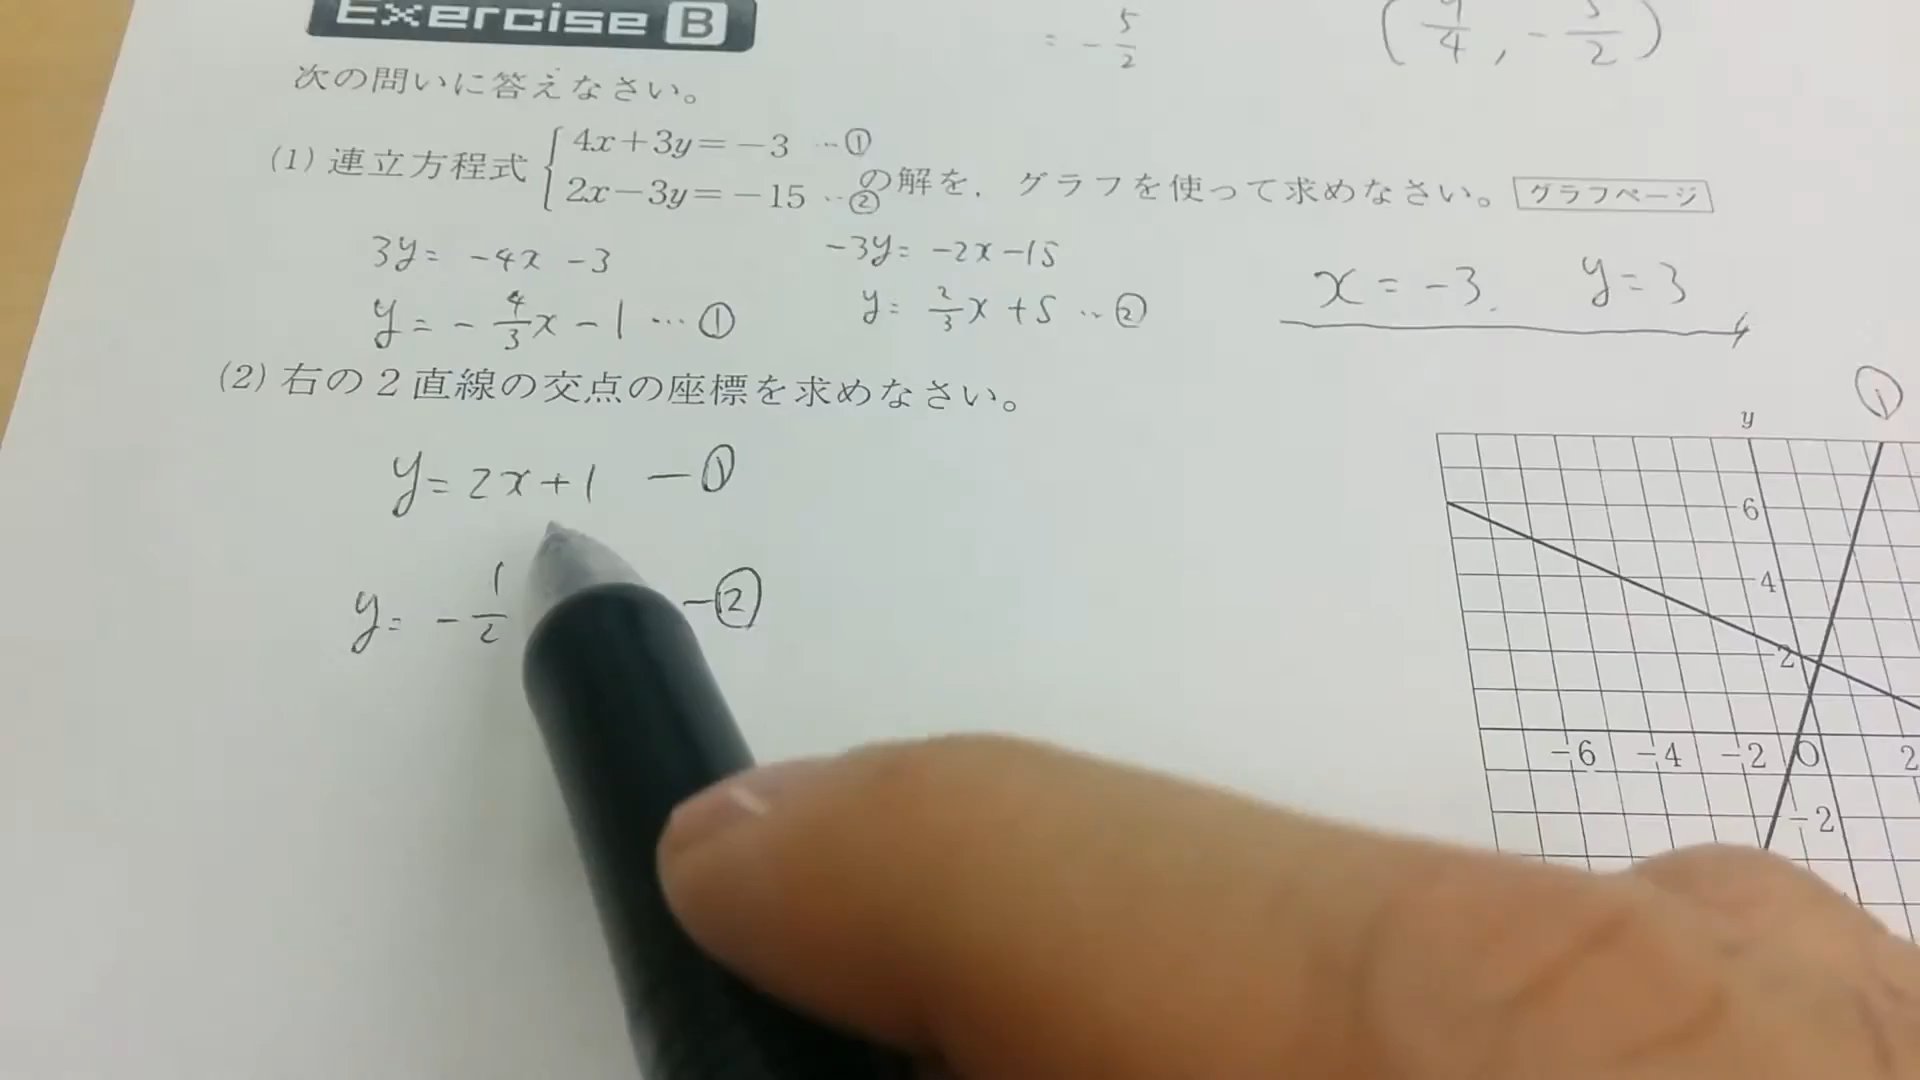 Exercise B
= - 5/2
(9/4, - 5/2)
次の問いに答えなさい。
(1) 連立方程式 { 4x+3y=-3 …①
2x-3y=-15 …② の解を，グラフを使って求めなさい。 グラフページ
3y= -4x -3
-3y= -2x -15
y= - 4/3 x -1 … ①
y= 2/3 x +5 … ②
x = -3. y = 3
(2) 右の2直線の交点の座標を求めなさい。
①
y
y= 2x+1 — ①
6
4
y= - 1/2 — ②
2
-6 -4 -2 O 2
-2